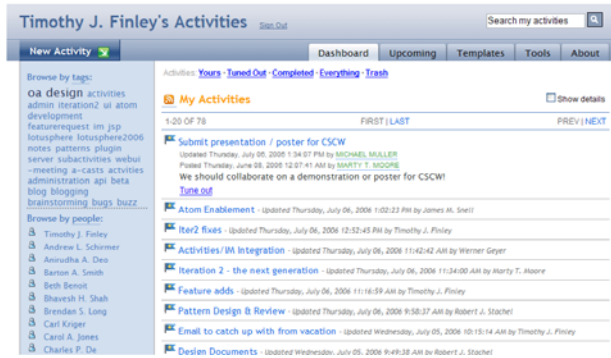 Timothy J. Finley's Activities Sign Out
Search my activities
New Activity
Dashboard Upcoming Templates Tools About
Browse by tags:
oa design activities
admin iteration2 ui atom
development
featurerequest im jsp
lotusphere lotusphere2006
notes patterns plugin
server subactivities webui
~meeting a-casts activties
administration api beta
blog blogging
brainstorming bugs buzz
Browse by people:
Timothy J. Finley
Andrew L. Schirmer
Anirudha A. Deo
Barton A. Smith
Beth Benoit
Bhavesh H. Shah
Brendan S. Long
Carl Kriger
Carol A. Jones
Charles P. De
Activities: Yours · Tuned Out · Completed · Everything · Trash
My Activities
Show details
1-20 OF 78 FIRST | LAST PREV | NEXT
Submit presentation / poster for CSCW
Updated Thursday, July 06, 2006 1:34:07 PM by MICHAEL MULLER
Posted Thursday, June 08, 2006 12:07:41 AM by MARTY T. MOORE
We should collaborate on a demonstration or poster for CSCW!
Tune out
Atom Enablement - Updated Thursday, July 06, 2006 1:02:23 PM by James M. Snell
Iter2 fixes - Updated Thursday, July 06, 2006 12:52:45 PM by Timothy J. Finley
Activities/IM Integration - Updated Thursday, July 06, 2006 11:42:42 AM by Werner Geyer
Iteration 2 - the next generation - Updated Thursday, July 06, 2006 11:34:00 AM by Marty T. Moore
Feature adds - Updated Thursday, July 06, 2006 11:16:59 AM by Timothy J. Finley
Pattern Design & Review - Updated Thursday, July 06, 2006 9:58:37 AM by Robert J. Stachel
Email to catch up with from vacation - Updated Wednesday, July 05, 2006 10:15:14 AM by Timothy J. Finley
Design Documents - Updated Wednesday, July 05, 2006 9:49:38 AM by Robert J. Stachel